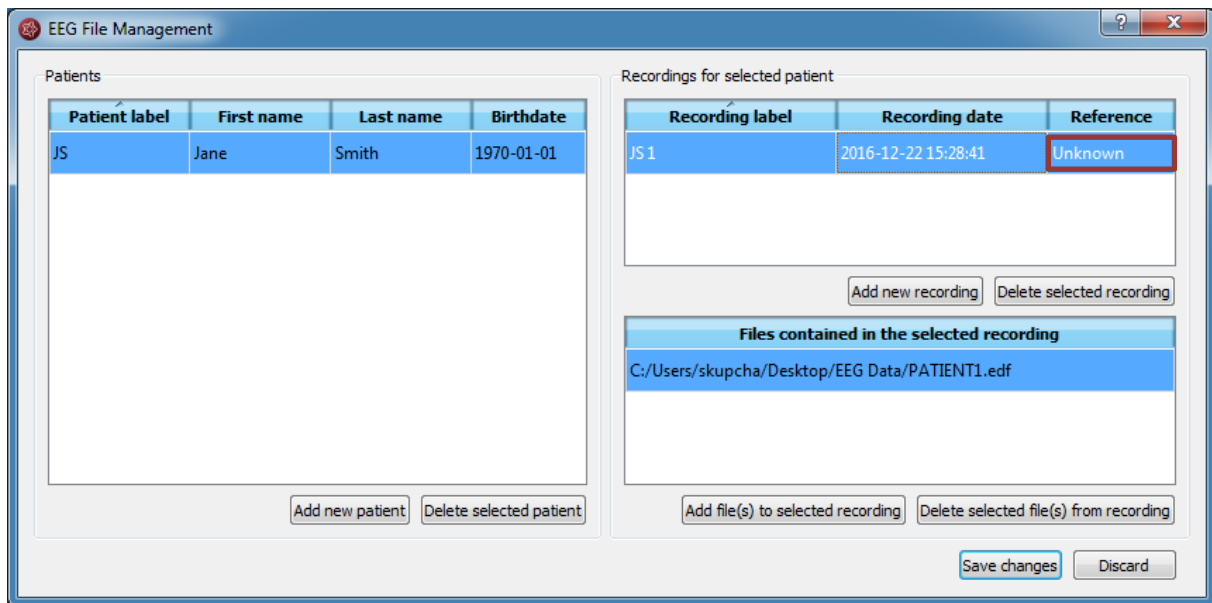 EEG File Management
? X
Patients
Patient label First name Last name Birthdate
JS Jane Smith 1970-01-01
Add new patient Delete selected patient
Recordings for selected patient
Recording label Recording date Reference
JS 1 2016-12-22 15:28:41 Unknown
Add new recording Delete selected recording
Files contained in the selected recording
C:/Users/skupcha/Desktop/EEG Data/PATIENT1.edf
Add file(s) to selected recording Delete selected file(s) from recording
Save changes Discard